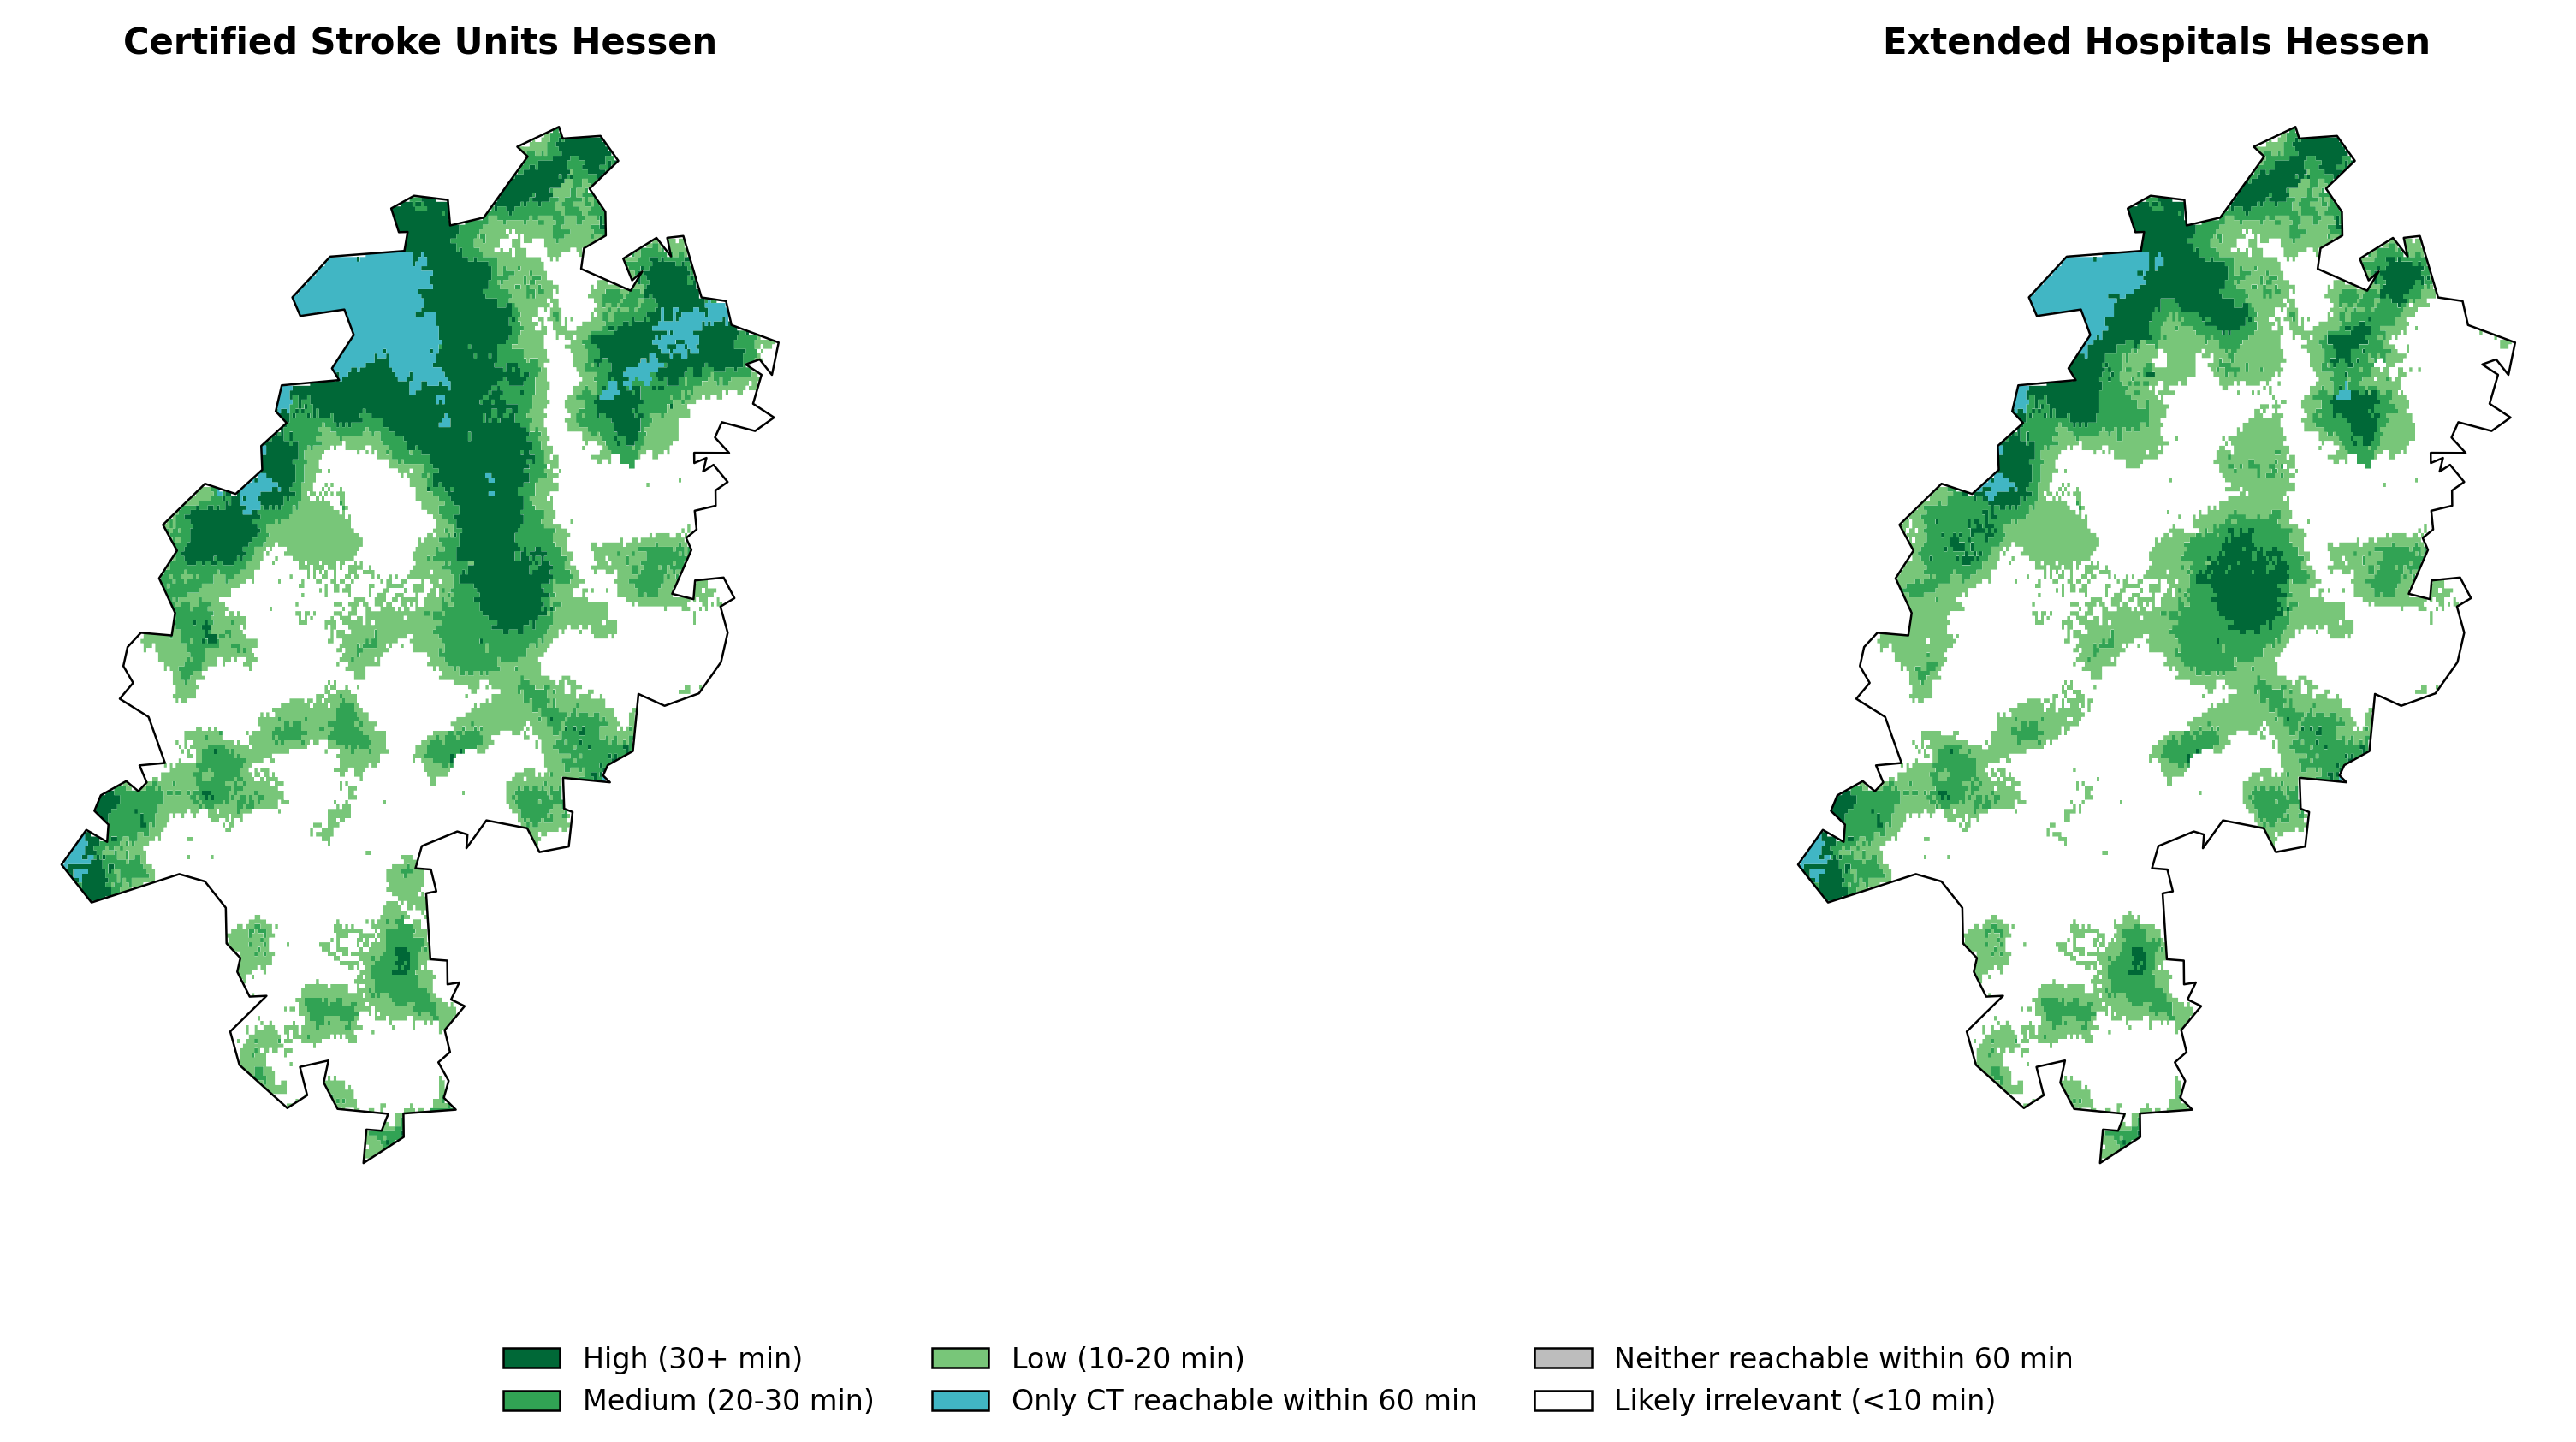 Certified Stroke Units Hessen
Extended Hospitals Hessen
High (30+ min)
Medium (20-30 min)
Low (10-20 min)
Only CT reachable within 60 min
Neither reachable within 60 min
Likely irrelevant (<10 min)